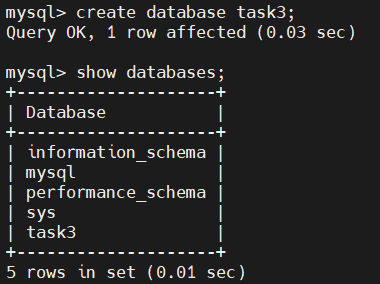 mysql> create database task3;
Query OK, 1 row affected (0.03 sec)

mysql> show databases;
+--------------------+
| Database           |
+--------------------+
| information_schema |
| mysql              |
| performance_schema |
| sys                |
| task3              |
+--------------------+
5 rows in set (0.01 sec)